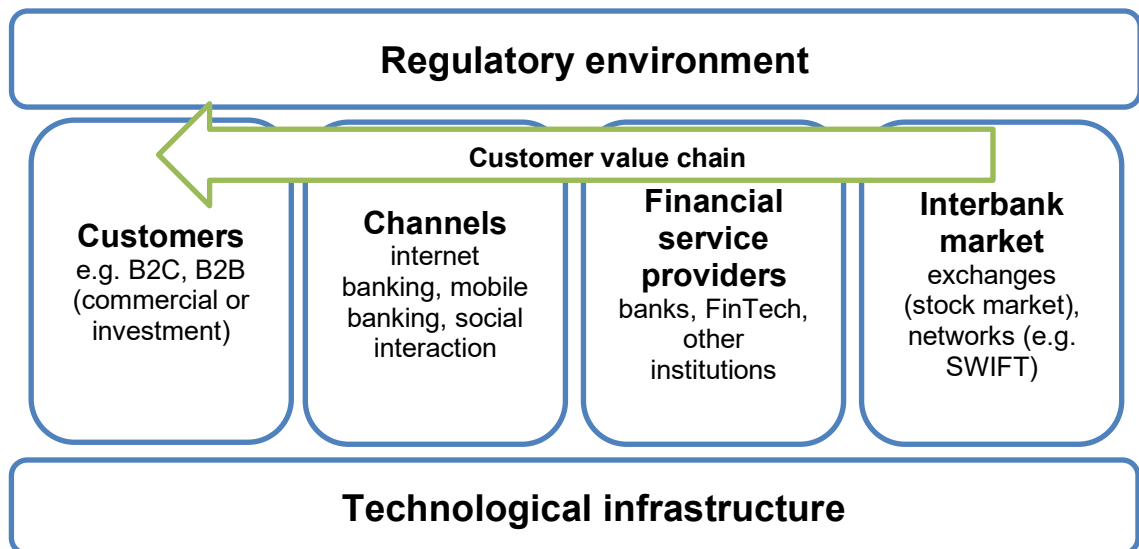 Regulatory environment
Customer value chain
Customers
e.g. B2C, B2B
(commercial or
investment)
Channels
internet
banking, mobile
banking, social
interaction
Financial
service
providers
banks, FinTech,
other
institutions
Interbank
market
exchanges
(stock market),
networks (e.g.
SWIFT)
Technological infrastructure